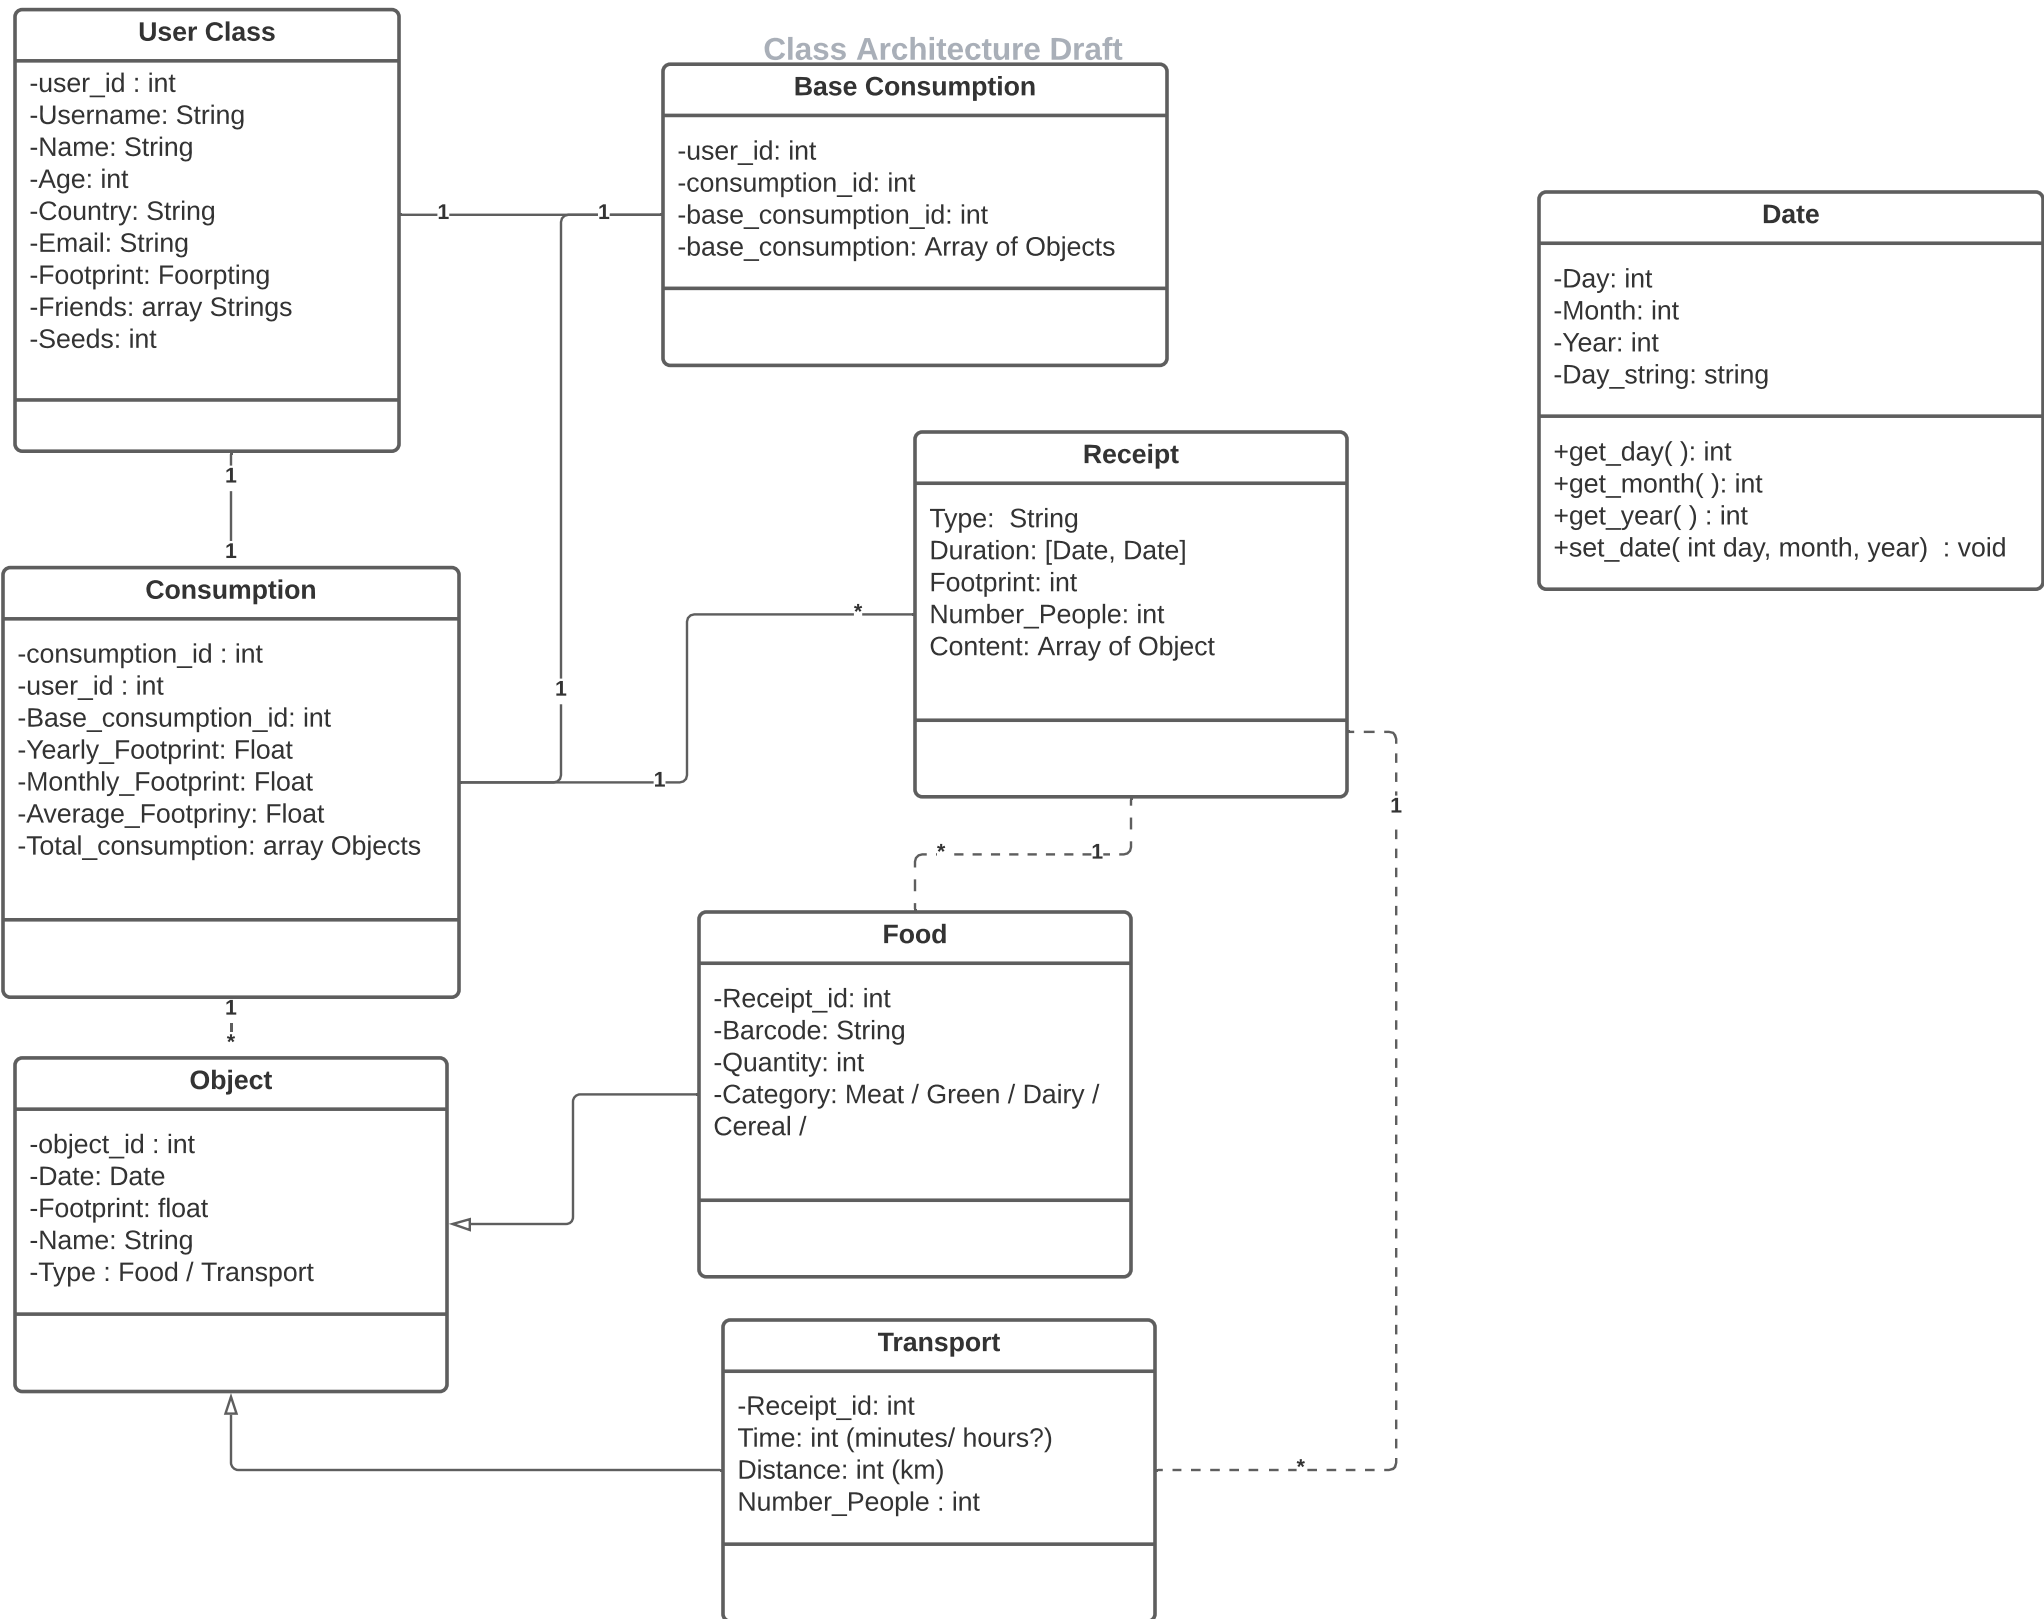 Class Architecture Draft
User Class
-user_id : int
-Username: String
-Name: String
-Age: int
-Country: String
-Email: String
-Footprint: Foorpting
-Friends: array Strings
-Seeds: int
1
1
Base Consumption
-user_id: int
-consumption_id: int
-base_consumption_id: int
-base_consumption: Array of Objects
Date
-Day: int
-Month: int
-Year: int
-Day_string: string
+get_day( ): int
+get_month( ): int
+get_year( ) : int
+set_date( int day, month, year)  : void
1
1
Consumption
-consumption_id : int
-user_id : int
-Base_consumption_id: int
-Yearly_Footprint: Float
-Monthly_Footprint: Float
-Average_Footpriny: Float
-Total_consumption: array Objects
1
1
*
Receipt
Type:  String
Duration: [Date, Date]
Footprint: int
Number_People: int
Content: Array of Object
1
*
1
Food
-Receipt_id: int
-Barcode: String
-Quantity: int
-Category: Meat / Green / Dairy /
Cereal /
1
*
Object
-object_id : int
-Date: Date
-Footprint: float
-Name: String
-Type : Food / Transport
Transport
-Receipt_id: int
Time: int (minutes/ hours?)
Distance: int (km)
Number_People : int
*